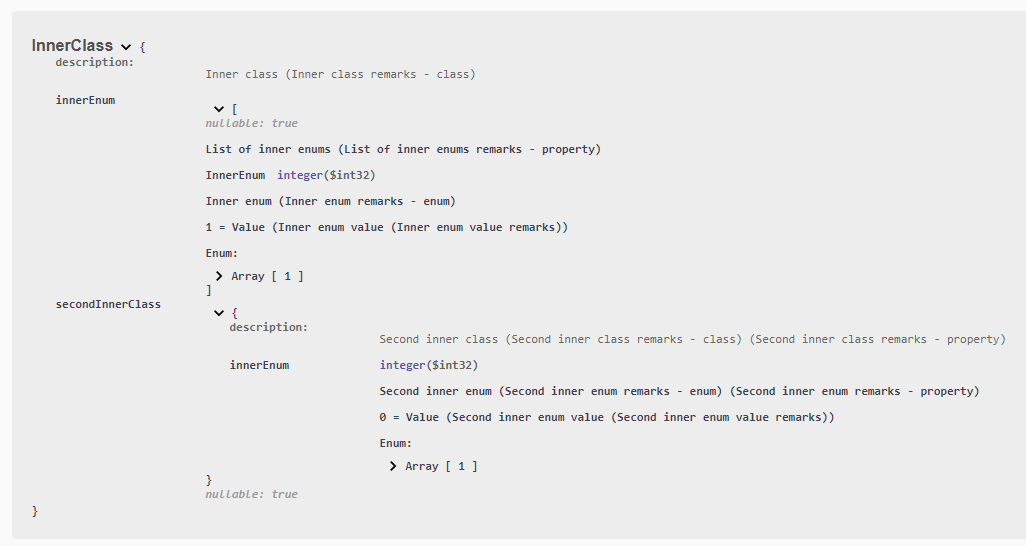 InnerClass {
description:
Inner class (Inner class remarks - class)
innerEnum
[
nullable: true
List of inner enums (List of inner enums remarks - property)
InnerEnum integer($int32)
Inner enum (Inner enum remarks - enum)
1 = Value (Inner enum value (Inner enum value remarks))
Enum:
Array [ 1 ]
]
secondInnerClass
{
description:
Second inner class (Second inner class remarks - class) (Second inner class remarks - property)
innerEnum integer($int32)
Second inner enum (Second inner enum remarks - enum) (Second inner enum remarks - property)
0 = Value (Second inner enum value (Second inner enum value remarks))
Enum:
Array [ 1 ]
}
nullable: true
}